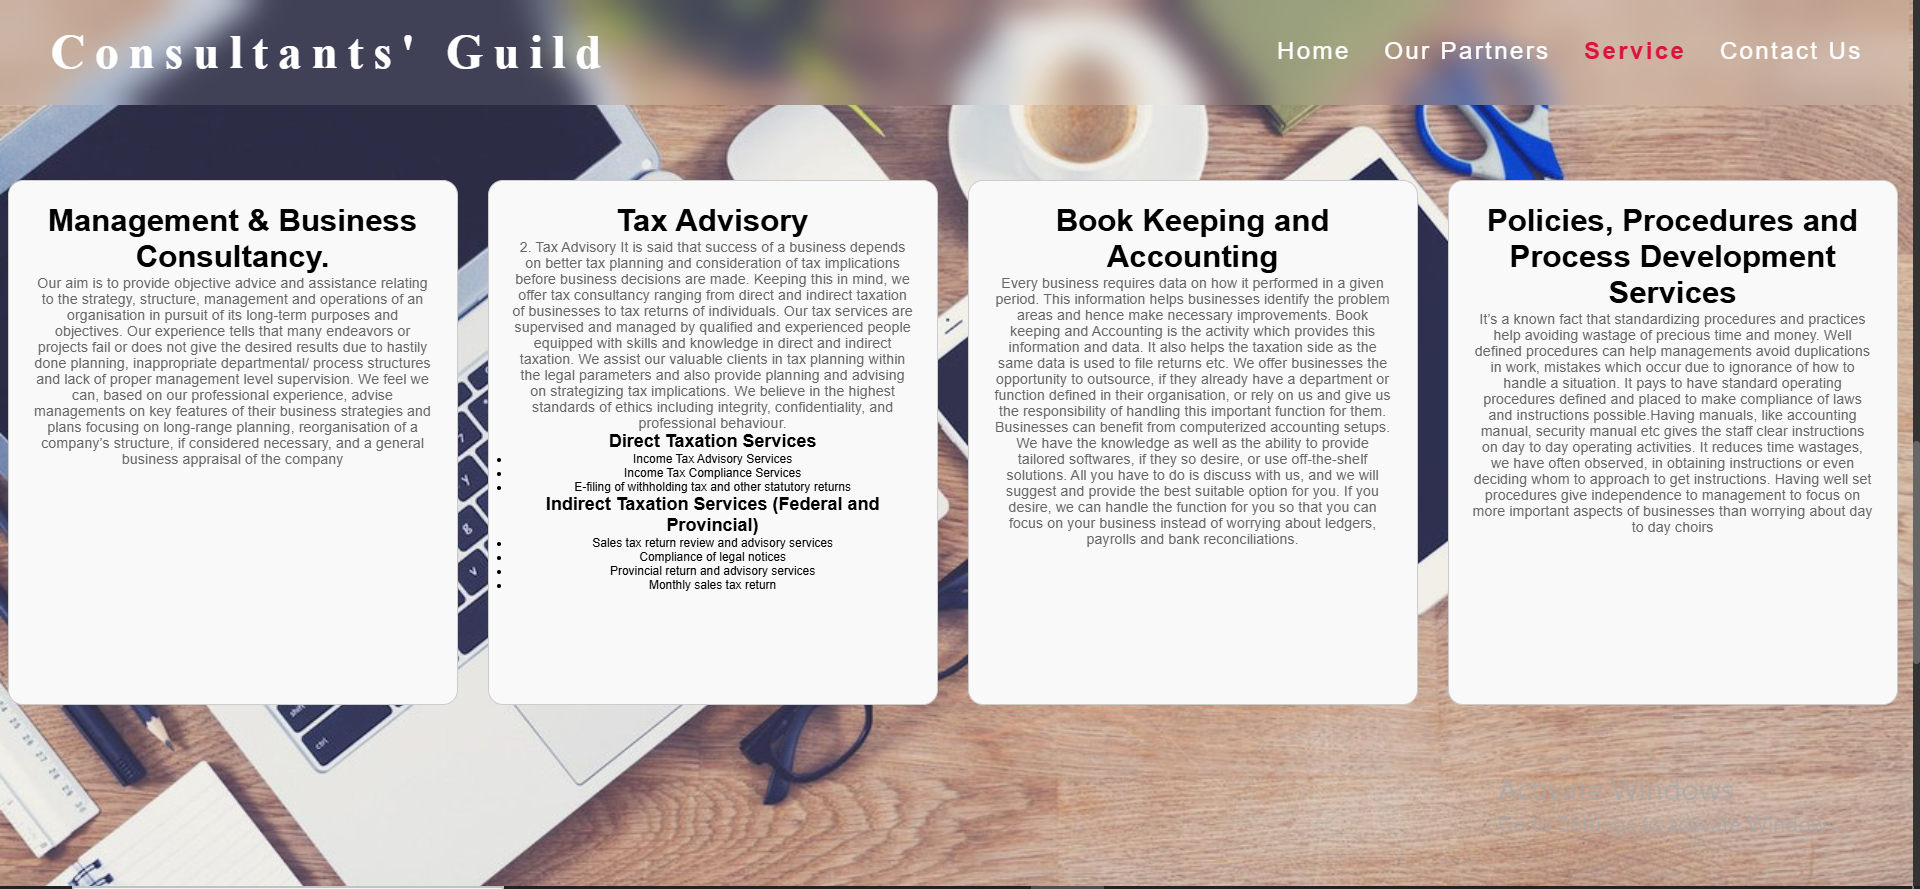 Consultants' Guild
Home
Our Partners
Service
Contact Us
Management & Business
Consultancy.
Our aim is to provide objective advice and assistance relating
to the strategy, structure, management and operations of an
organisation in pursuit of its long-term purposes and
objectives. Our experience tells that many endeavors or
projects fail or does not give the desired results due to hastily
done planning, inappropriate departmental/ process structures
and lack of proper management level supervision. We feel we
can, based on our professional experience, advise
managements on key features of their business strategies and
plans focusing on long-range planning, reorganisation of a
company's structure, if considered necessary, and a general
business appraisal of the company
Tax Advisory
2. Tax Advisory It is said that success of a business depends
on better tax planning and consideration of tax implications
before business decisions are made. Keeping this in mind, we
offer tax consultancy ranging from direct and indirect taxation
of businesses to tax returns of individuals. Our tax services are
supervised and managed by qualified and experienced people
equipped with skills and knowledge in direct and indirect
taxation. We assist our valuable clients in tax planning within
the legal parameters and also provide planning and advising
on strategizing tax implications. We believe in the highest
standards of ethics including integrity, confidentiality, and
professional behaviour.
Direct Taxation Services
Income Tax Advisory Services
Income Tax Compliance Services
E-filing of withholding tax and other statutory returns
Indirect Taxation Services (Federal and
Provincial)
Sales tax return review and advisory services
Compliance of legal notices
Provincial return and advisory services
Monthly sales tax return
Book Keeping and
Accounting
Every business requires data on how it performed in a given
period. This information helps businesses identify the problem
areas and hence make necessary improvements. Book
keeping and Accounting is the activity which provides this
information and data. It also helps the taxation side as the
same data is used to file returns etc. We offer businesses the
opportunity to outsource, if they already have a department or
function defined in their organisation, or rely on us and give us
the responsibility of handling this important function for them.
Businesses can benefit from computerized accounting setups.
We have the knowledge as well as the ability to provide
tailored softwares, if they so desire, or use off-the-shelf
solutions. All you have to do is discuss with us, and we will
suggest and provide the best suitable option for you. If you
desire, we can handle the function for you so that you can
focus on your business instead of worrying about ledgers,
payrolls and bank reconciliations.
Policies, Procedures and
Process Development
Services
It's a known fact that standardizing procedures and practices
help avoiding wastage of precious time and money. Well
defined procedures can help managements avoid duplications
in work, mistakes which occur due to ignorance of how to
handle a situation. It pays to have standard operating
procedures defined and placed to make compliance of laws
and instructions possible.Having manuals, like accounting
manual, security manual etc gives the staff clear instructions
on day to day operating activities. It reduces time wastages,
we have often observed, in obtaining instructions or even
deciding whom to approach to get instructions. Having well set
procedures give independence to management to focus on
more important aspects of businesses than worrying about day
to day choirs
y
g
v
shift
ctrl
Activate Windows